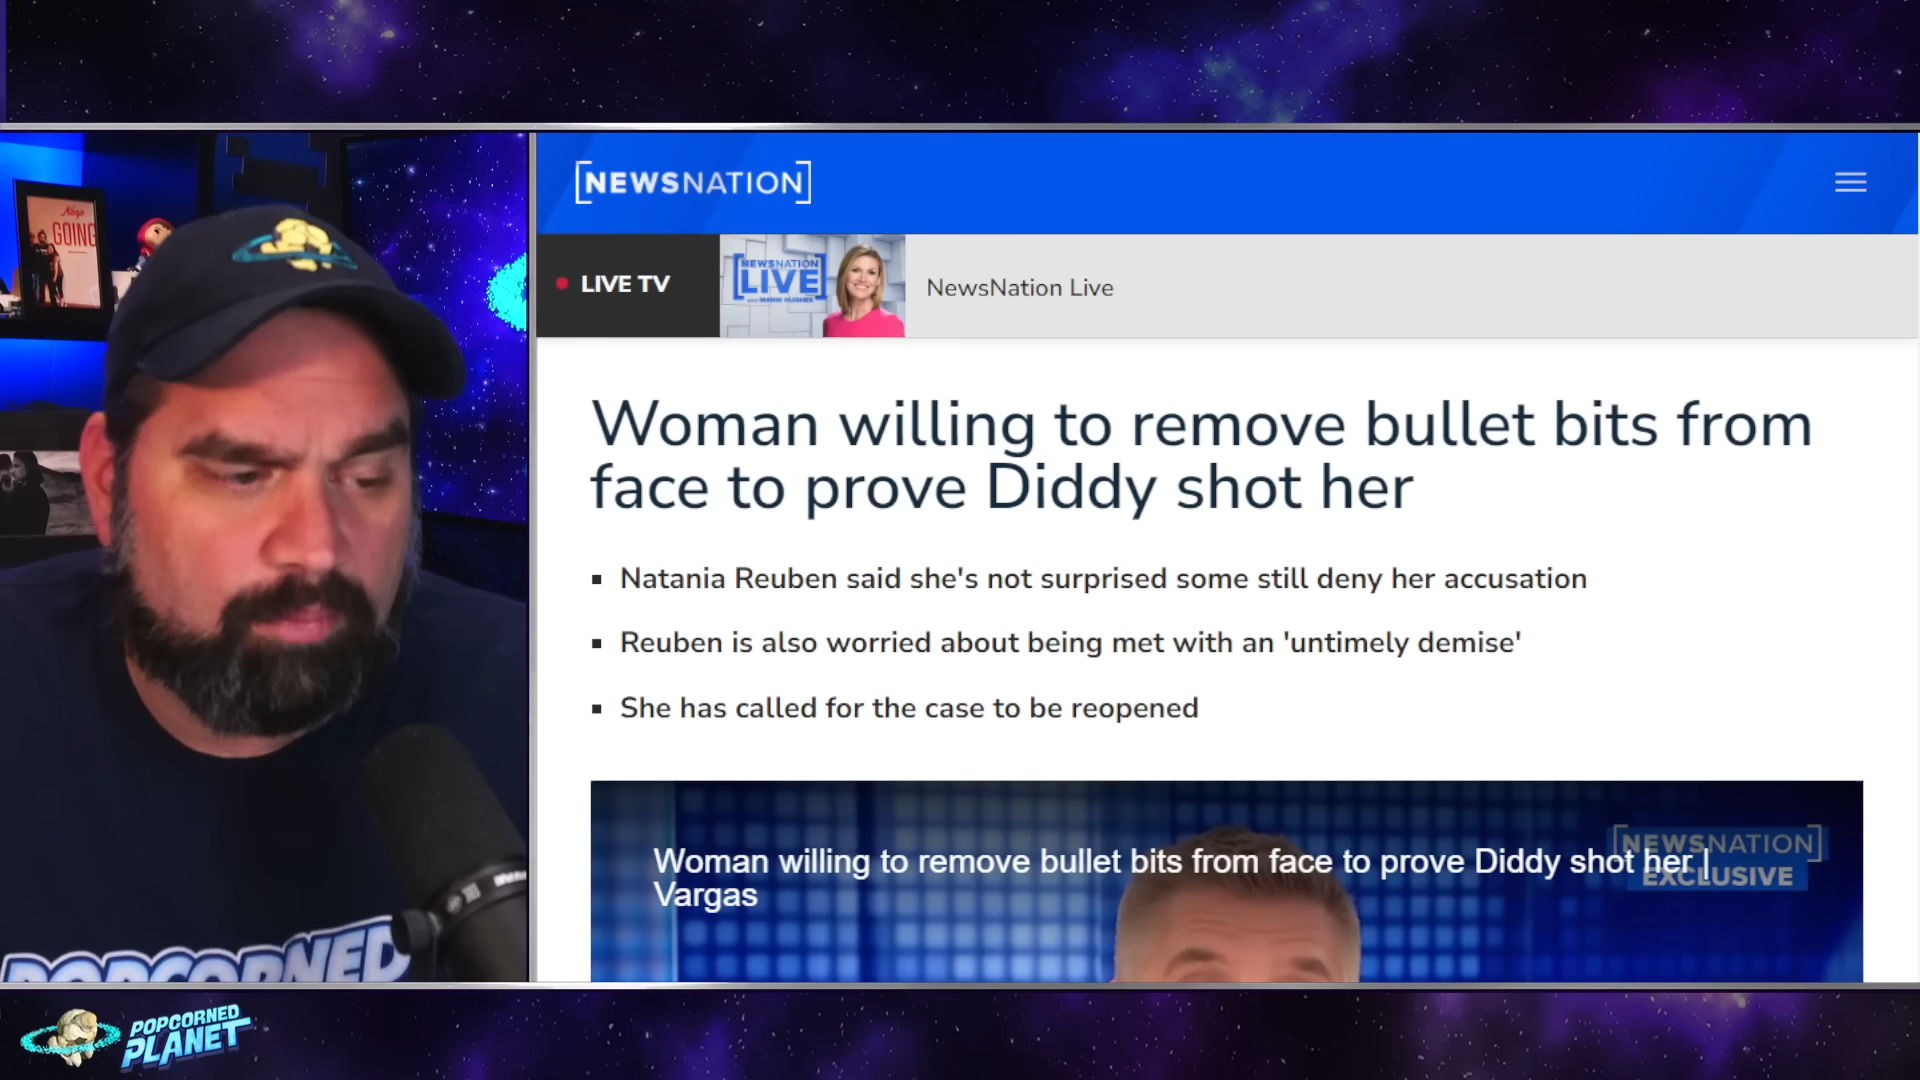 NEWSNATION
LIVE TV
NEWSNATION
LIVE
NewsNation Live
GOING
Woman willing to remove bullet bits from
face to prove Diddy shot her
▪ Natania Reuben said she's not surprised some still deny her accusation
▪ Reuben is also worried about being met with an 'untimely demise'
▪ She has called for the case to be reopened
NEWSNATION
EXCLUSIVE
Woman willing to remove bullet bits from face to prove Diddy shot her |
Vargas
POPCORNED
POPCORNED
PLANET